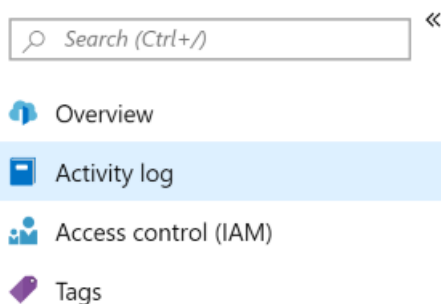 «
Search (Ctrl+/)
Overview
Activity log
Access control (IAM)
Tags